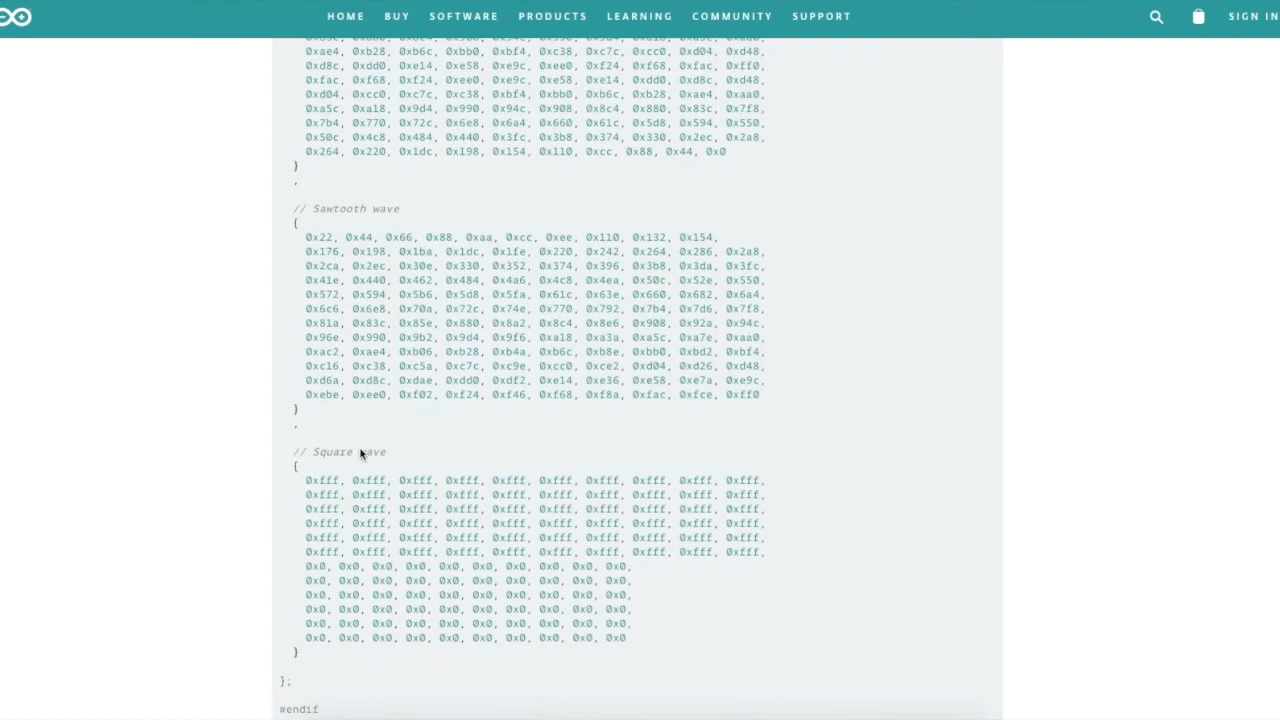 HOME BUY SOFTWARE PRODUCTS LEARNING COMMUNITY SUPPORT SIGN IN
0xae4, 0xb28, 0xb6c, 0xbb0, 0xbf4, 0xc38, 0xc7c, 0xcc0, 0xd04, 0xd48,
0xd8c, 0xdd0, 0xe14, 0xe58, 0xe9c, 0xee0, 0xf24, 0xf68, 0xfac, 0xff0,
0xfac, 0xf68, 0xf24, 0xee0, 0xe9c, 0xe58, 0xe14, 0xdd0, 0xd8c, 0xd48,
0xd04, 0xcc0, 0xc7c, 0xc38, 0xbf4, 0xbb0, 0xb6c, 0xb28, 0xae4, 0xaa0,
0xa5c, 0xa18, 0x9d4, 0x990, 0x94c, 0x908, 0x8c4, 0x880, 0x83c, 0x7f8,
0x7b4, 0x770, 0x72c, 0x6e8, 0x6a4, 0x660, 0x61c, 0x5d8, 0x594, 0x550,
0x50c, 0x4c8, 0x484, 0x440, 0x3fc, 0x3b8, 0x374, 0x330, 0x2ec, 0x2a8,
0x264, 0x220, 0x1dc, 0x198, 0x154, 0x110, 0xcc, 0x88, 0x44, 0x0
}
,
// Sawtooth wave
{
0x22, 0x44, 0x66, 0x88, 0xaa, 0xcc, 0xee, 0x110, 0x132, 0x154,
0x176, 0x198, 0x1ba, 0x1dc, 0x1fe, 0x220, 0x242, 0x264, 0x286, 0x2a8,
0x2ca, 0x2ec, 0x30e, 0x330, 0x352, 0x374, 0x396, 0x3b8, 0x3da, 0x3fc,
0x41e, 0x440, 0x462, 0x484, 0x4a6, 0x4c8, 0x4ea, 0x50c, 0x52e, 0x550,
0x572, 0x594, 0x5b6, 0x5d8, 0x5fa, 0x61c, 0x63e, 0x660, 0x682, 0x6a4,
0x6c6, 0x6e8, 0x70a, 0x72c, 0x74e, 0x770, 0x792, 0x7b4, 0x7d6, 0x7f8,
0x81a, 0x83c, 0x85e, 0x880, 0x8a2, 0x8c4, 0x8e6, 0x908, 0x92a, 0x94c,
0x96e, 0x990, 0x9b2, 0x9d4, 0x9f6, 0xa18, 0xa3a, 0xa5c, 0xa7e, 0xaa0,
0xac2, 0xae4, 0xb06, 0xb28, 0xb4a, 0xb6c, 0xb8e, 0xbb0, 0xbd2, 0xbf4,
0xc16, 0xc38, 0xc5a, 0xc7c, 0xc9e, 0xcc0, 0xce2, 0xd04, 0xd26, 0xd48,
0xd6a, 0xd8c, 0xdae, 0xdd0, 0xdf2, 0xe14, 0xe36, 0xe58, 0xe7a, 0xe9c,
0xebe, 0xee0, 0xf02, 0xf24, 0xf46, 0xf68, 0xf8a, 0xfac, 0xfce, 0xff0
}
,
// Square wave
{
0xfff, 0xfff, 0xfff, 0xfff, 0xfff, 0xfff, 0xfff, 0xfff, 0xfff, 0xfff,
0xfff, 0xfff, 0xfff, 0xfff, 0xfff, 0xfff, 0xfff, 0xfff, 0xfff, 0xfff,
0xfff, 0xfff, 0xfff, 0xfff, 0xfff, 0xfff, 0xfff, 0xfff, 0xfff, 0xfff,
0xfff, 0xfff, 0xfff, 0xfff, 0xfff, 0xfff, 0xfff, 0xfff, 0xfff, 0xfff,
0xfff, 0xfff, 0xfff, 0xfff, 0xfff, 0xfff, 0xfff, 0xfff, 0xfff, 0xfff,
0xfff, 0xfff, 0xfff, 0xfff, 0xfff, 0xfff, 0xfff, 0xfff, 0xfff, 0xfff,
0x0, 0x0, 0x0, 0x0, 0x0, 0x0, 0x0, 0x0, 0x0, 0x0,
0x0, 0x0, 0x0, 0x0, 0x0, 0x0, 0x0, 0x0, 0x0, 0x0,
0x0, 0x0, 0x0, 0x0, 0x0, 0x0, 0x0, 0x0, 0x0, 0x0,
0x0, 0x0, 0x0, 0x0, 0x0, 0x0, 0x0, 0x0, 0x0, 0x0,
0x0, 0x0, 0x0, 0x0, 0x0, 0x0, 0x0, 0x0, 0x0, 0x0,
0x0, 0x0, 0x0, 0x0, 0x0, 0x0, 0x0, 0x0, 0x0, 0x0
}
};
#endif